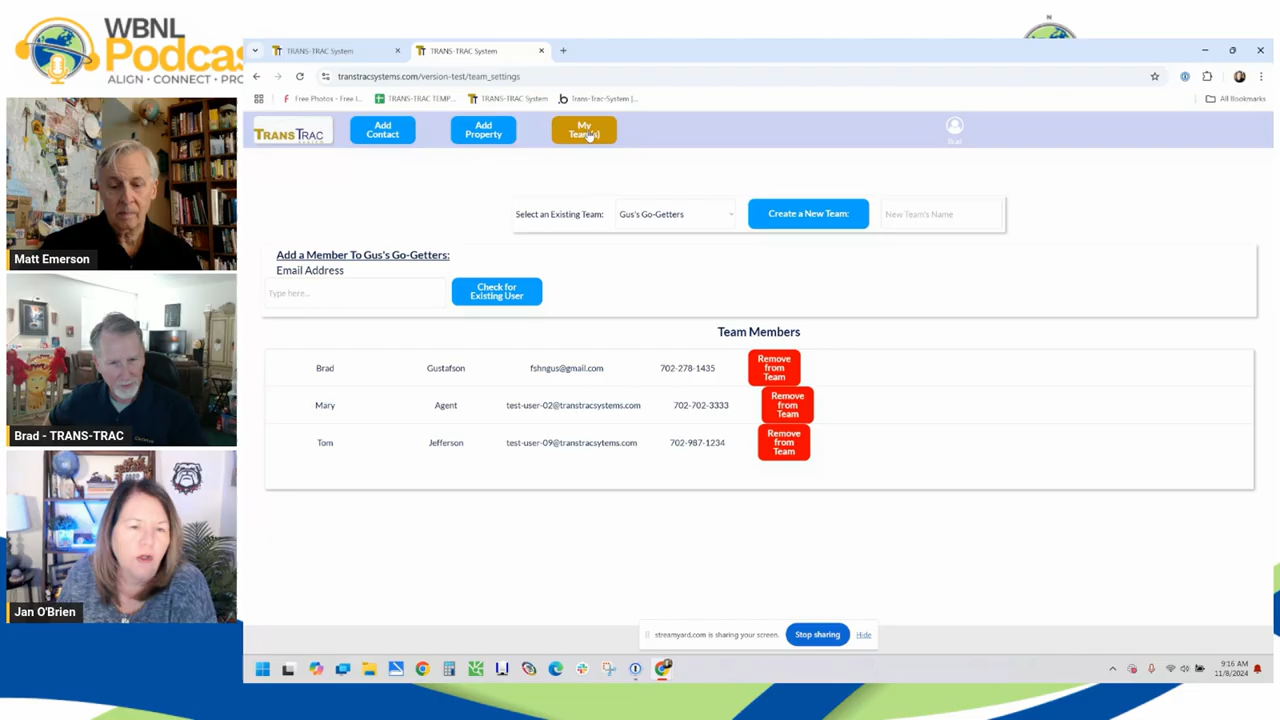 WBNL
Podcas
ALIGN • CONNECT • PRO
Matt Emerson
Brad - TRANS-TRAC
Jan O'Brien
TRANS-TRAC System
TRANS-TRAC System
transtracsystems.com/version-test/team_settings
Free Photos - Free I...
TRANS-TRAC TEMP...
TRANS-TRAC System
Trans-Trac-System |...
All Bookmarks
TRANSTRAC
Add
Contact
Add
Property
My
Team(s)
Brad
Select an Existing Team:
Gus's Go-Getters
Create a New Team:
New Team's Name
Add a Member To Gus's Go-Getters:
Email Address
Type here...
Check for
Existing User
Team Members
Brad Gustafson fshngus@gmail.com 702-278-1435
Remove
from
Team
Mary Agent test-user-02@transtracsystems.com 702-702-3333
Remove
from
Team
Tom Jefferson test-user-09@transtracsytems.com 702-987-1234
Remove
from
Team
streamyard.com is sharing your screen.
Stop sharing
Hide
9:16 AM
11/8/2024
N